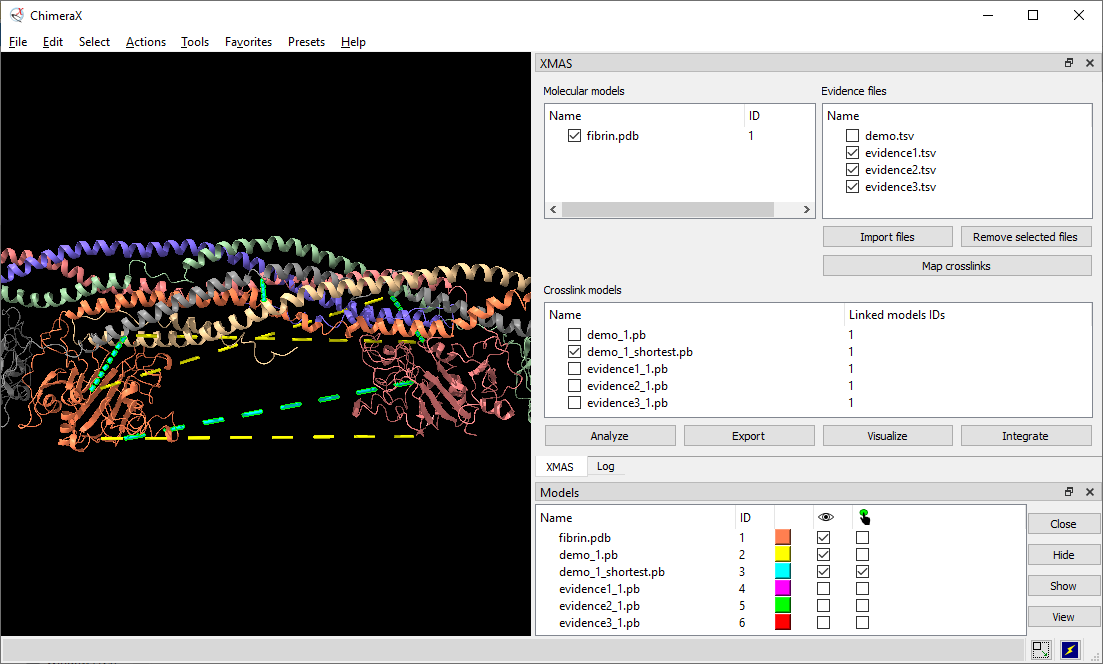 ChimeraX
File Edit Select Actions Tools Favorites Presets Help
XMAS
Molecular models
Name ID
fibrin.pdb 1
Evidence files
Name
demo.tsv
evidence1.tsv
evidence2.tsv
evidence3.tsv
Import files Remove selected files
Map crosslinks
Crosslink models
Name Linked models IDs
demo_1.pb 1
demo_1_shortest.pb 1
evidence1_1.pb 1
evidence2_1.pb 1
evidence3_1.pb 1
Analyze Export Visualize Integrate
XMAS Log
Models
Name ID
fibrin.pdb 1
demo_1.pb 2
demo_1_shortest.pb 3
evidence1_1.pb 4
evidence2_1.pb 5
evidence3_1.pb 6
Close
Hide
Show
View